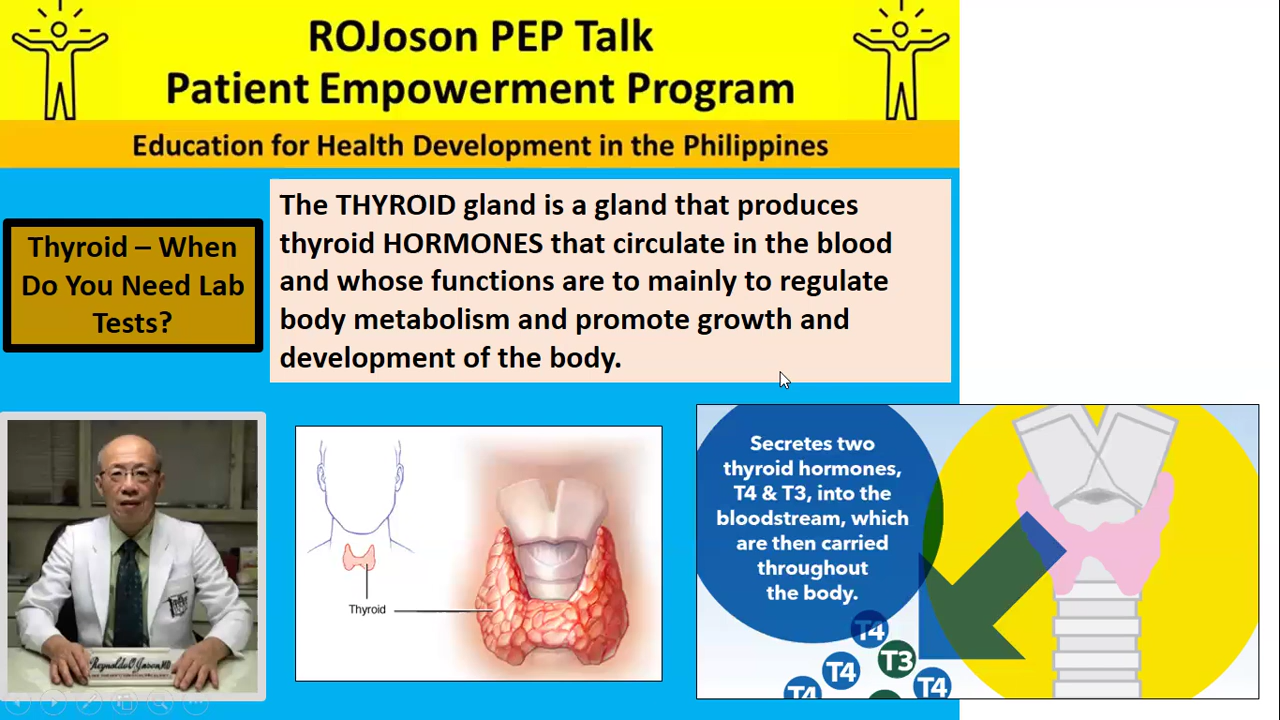 ROJoson PEP Talk
Patient Empowerment Program
Education for Health Development in the Philippines
Thyroid – When
Do You Need Lab
Tests?
The THYROID gland is a gland that produces
thyroid HORMONES that circulate in the blood
and whose functions are to mainly to regulate
body metabolism and promote growth and
development of the body.
Reynaldo O. Joson, MD
Thyroid
Secretes two
thyroid hormones,
T4 & T3, into the
bloodstream, which
are then carried
throughout
the body.
T4
T3
T4
T4
T4